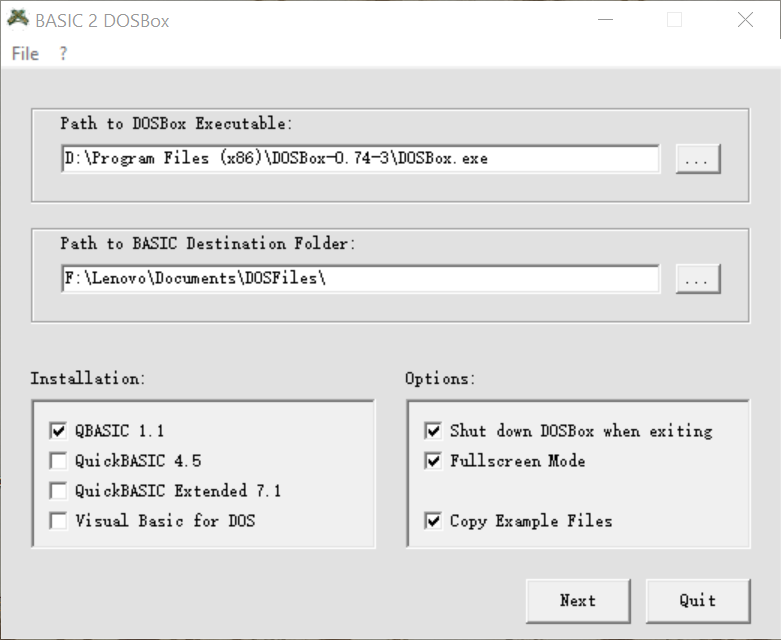 BASIC 2 DOSBox
File ?
Path to DOSBox Executable:
D:\Program Files (x86)\DOSBox-0.74-3\DOSBox.exe
...
Path to BASIC Destination Folder:
F:\Lenovo\Documents\DOSFiles\
...
Installation:
QBASIC 1.1
QuickBASIC 4.5
QuickBASIC Extended 7.1
Visual Basic for DOS
Options:
Shut down DOSBox when exiting
Fullscreen Mode
Copy Example Files
Next
Quit